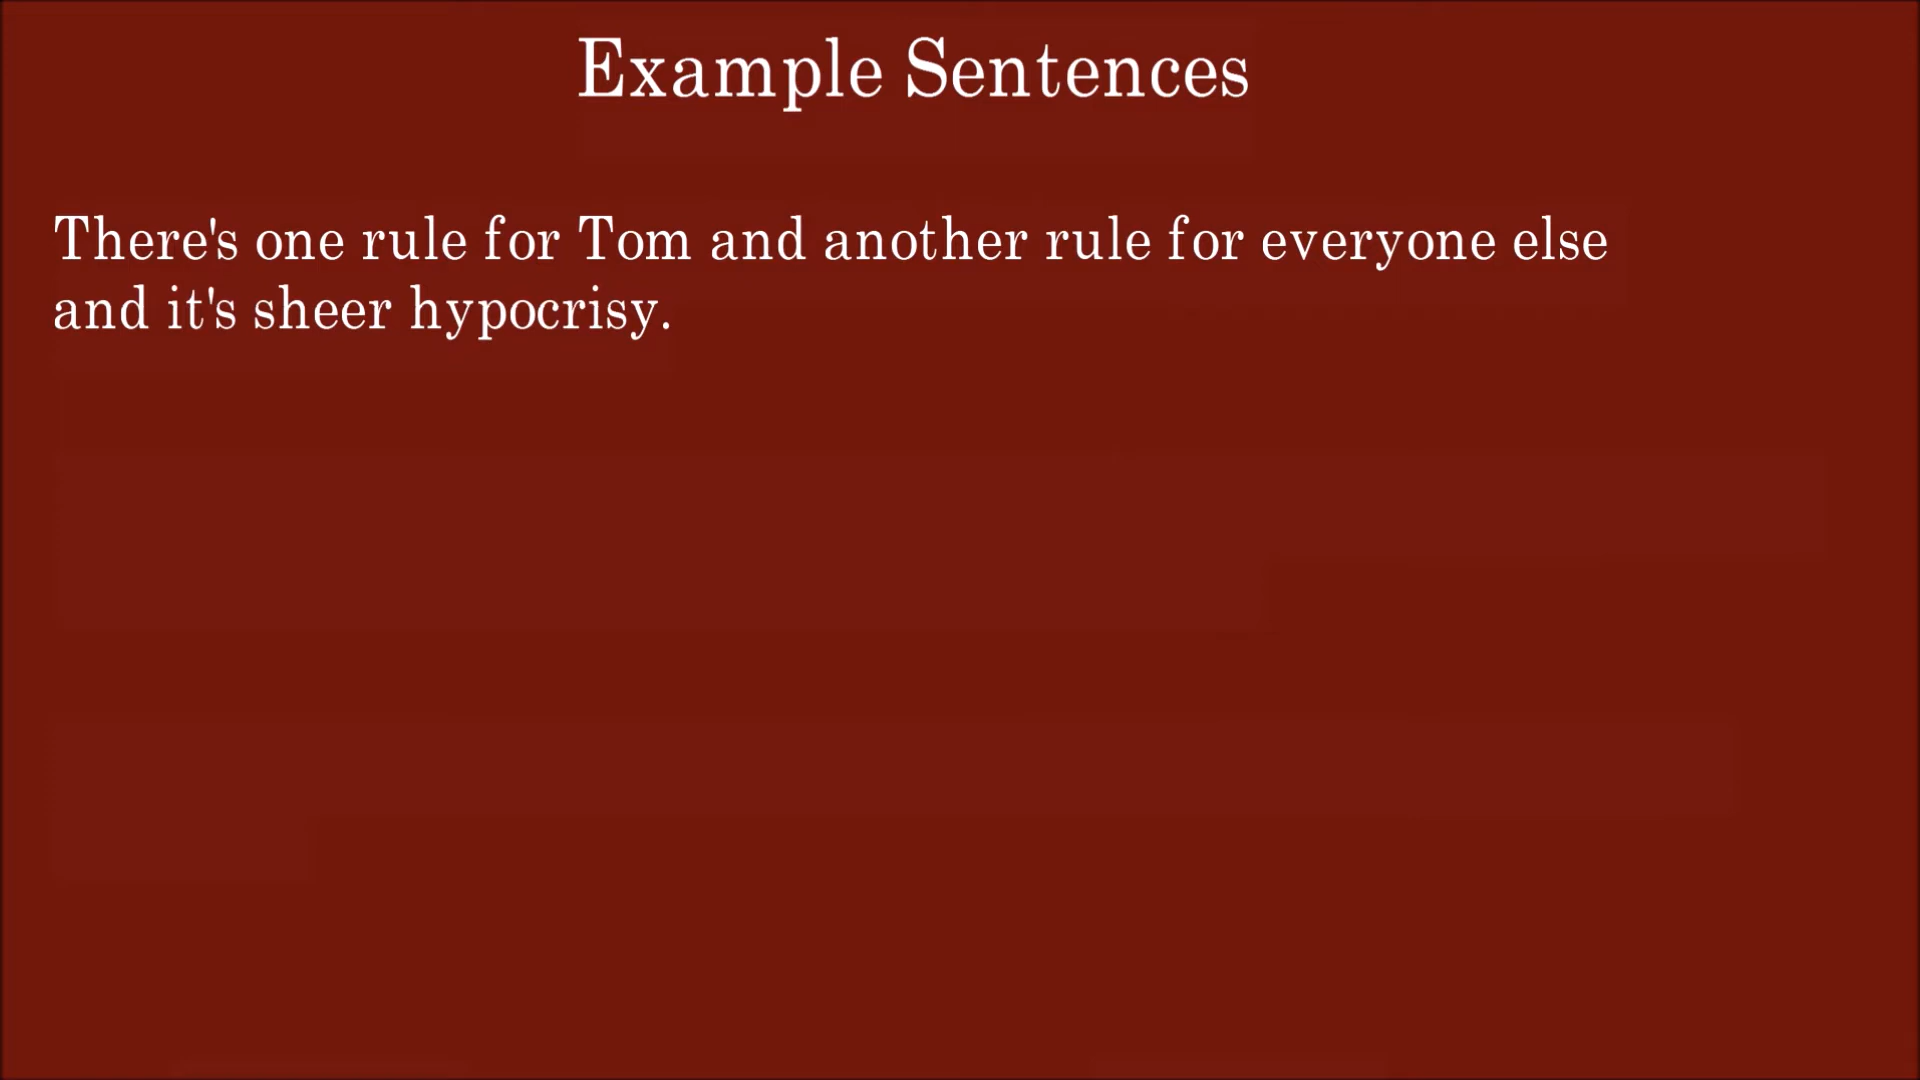 Example Sentences
There's one rule for Tom and another rule for everyone else
and it's sheer hypocrisy.